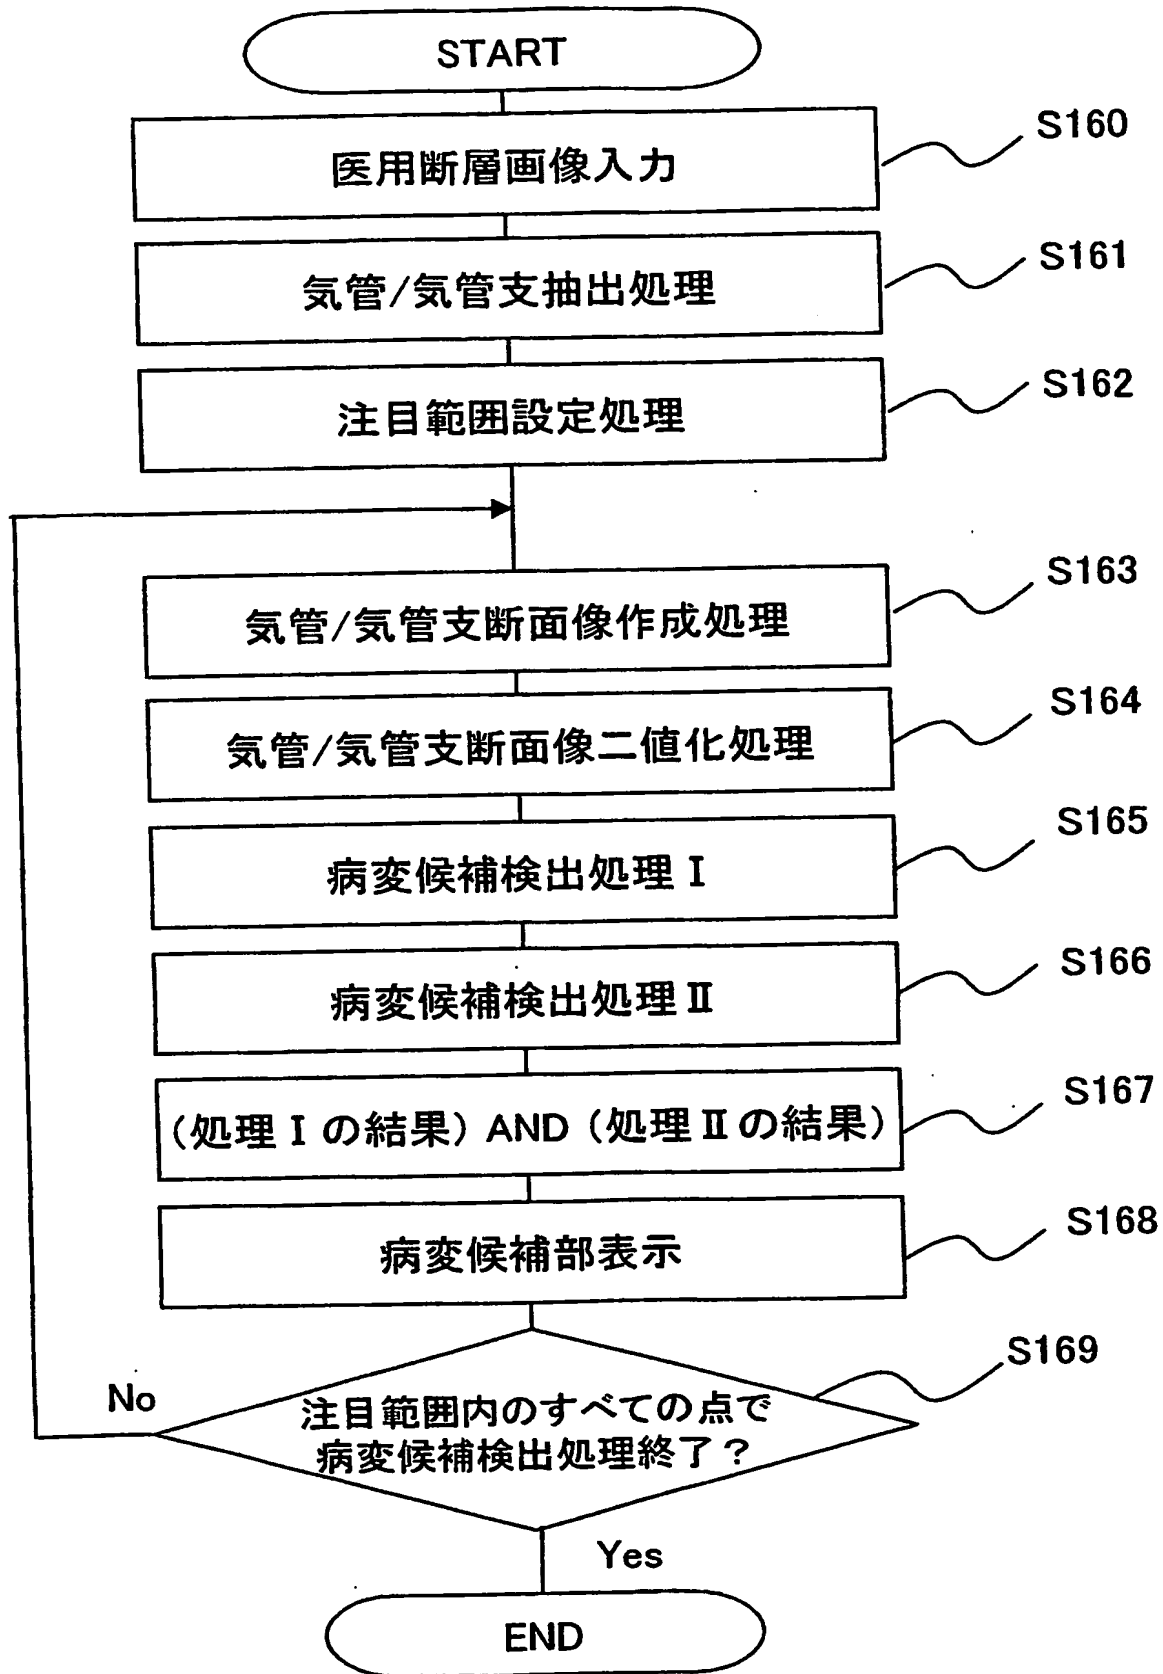 START
医用断層画像入力
S160
気管/気管支抽出処理
S161
注目範囲設定処理
S162
気管/気管支断面像作成処理
S163
気管/気管支断面像二値化処理
S164
病変候補検出処理Ⅰ
S165
病変候補検出処理Ⅱ
S166
(処理Ⅰの結果) AND (処理Ⅱの結果)
S167
病変候補部表示
S168
注目範囲内のすべての点で
病変候補検出処理終了?
S169
No
Yes
END